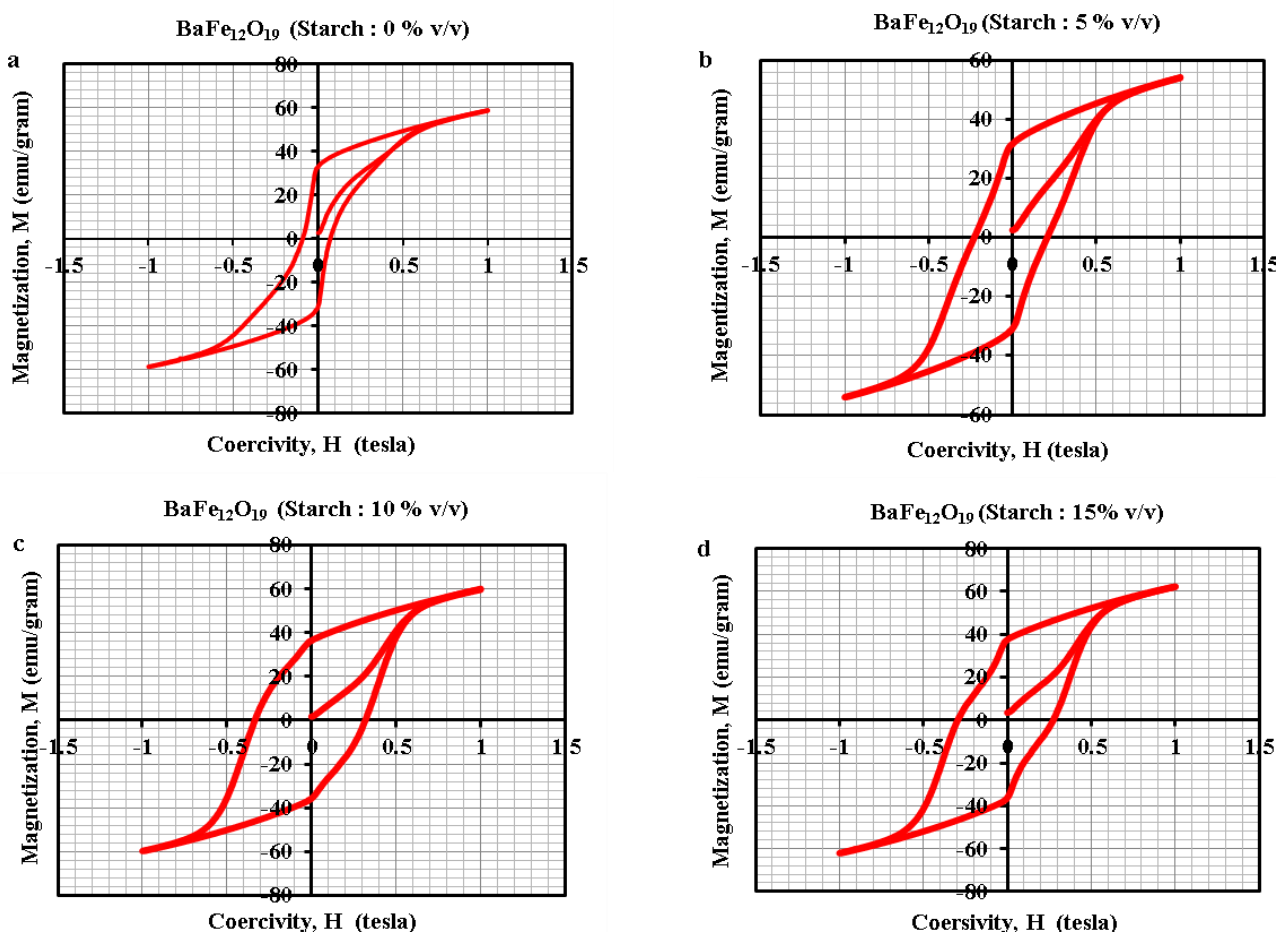 a
BaFe₁₂O₁₉ (Starch : 0 % v/v)
Magnetization, M (emu/gram)
80
60
40
20
0
-20
-40
-60
-80
-1.5 -1 -0.5 0 0.5 1 1.5
Coercivity, H (tesla)
b
BaFe₁₂O₁₉ (Starch : 5 % v/v)
Magentization, M (emu/gram)
60
40
20
0
-20
-40
-60
-1.5 -1 -0.5 0 0.5 1 1.5
Coercivity, H (tesla)
c
BaFe₁₂O₁₉ (Starch : 10 % v/v)
Magnetization, M (emu/gram)
80
60
40
20
0
-20
-40
-60
-80
-1.5 -1 -0.5 0 0.5 1 1.5
Coercivity, H (tesla)
d
BaFe₁₂O₁₉ (Starch : 15% v/v)
Magnetization, M (emu/gram)
80
60
40
20
0
-20
-40
-60
-80
-1.5 -1 -0.5 0 0.5 1 1.5
Coersivity, H (tesla)